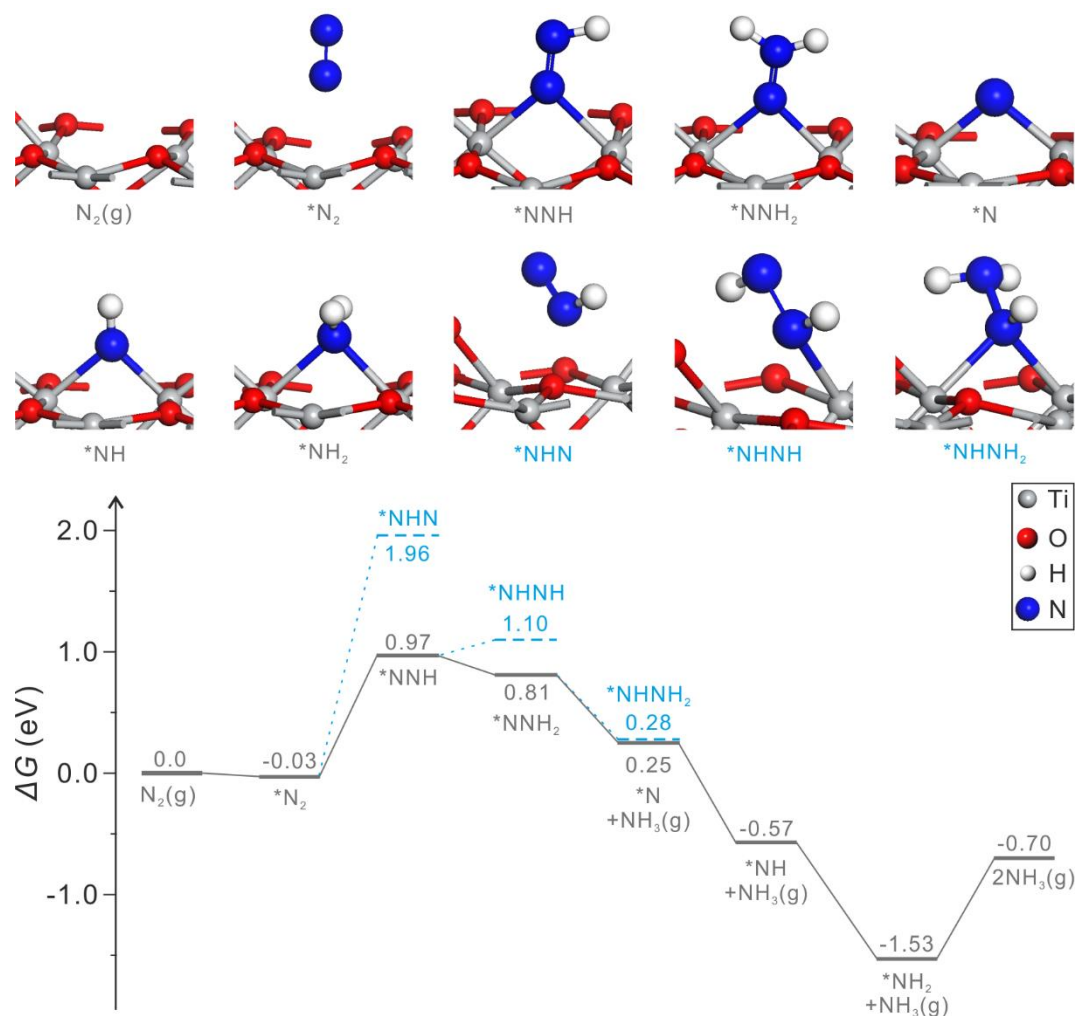 N₂(g)
*N₂
*NNH
*NNH₂
*N
*NH
*NH₂
*NHN
*NHNH
*NHNH₂
Ti
O
H
N
ΔG (eV)
2.0
1.0
0.0
-1.0
0.0
N₂(g)
-0.03
*N₂
*NHN
1.96
0.97
*NNH
*NHNH
1.10
0.81
*NNH₂
*NHNH₂
0.28
0.25
*N
+NH₃(g)
-0.57
*NH
+NH₃(g)
-1.53
*NH₂
+NH₃(g)
-0.70
2NH₃(g)